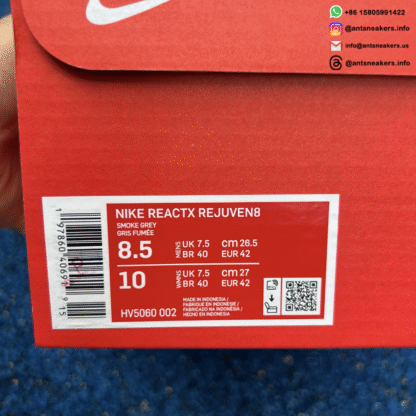 +86 15805991422
@antsneakers.info
info@antsneakers.info
@antsneakers.info
NIKE REACTX REJUVEN8
SMOKE GREY
GRIS FUMÉE
8.5 MENS UK 7.5 cm 26.5
BR 40 EUR 42
10 WMNS UK 7.5 cm 27
BR 40 EUR 42
HV5060 002
MADE IN INDONESIA /
FABRIQUE EN INDONESIE /
FABRICADO NA INDONÉSIA /
HECHO EN INDONESIA